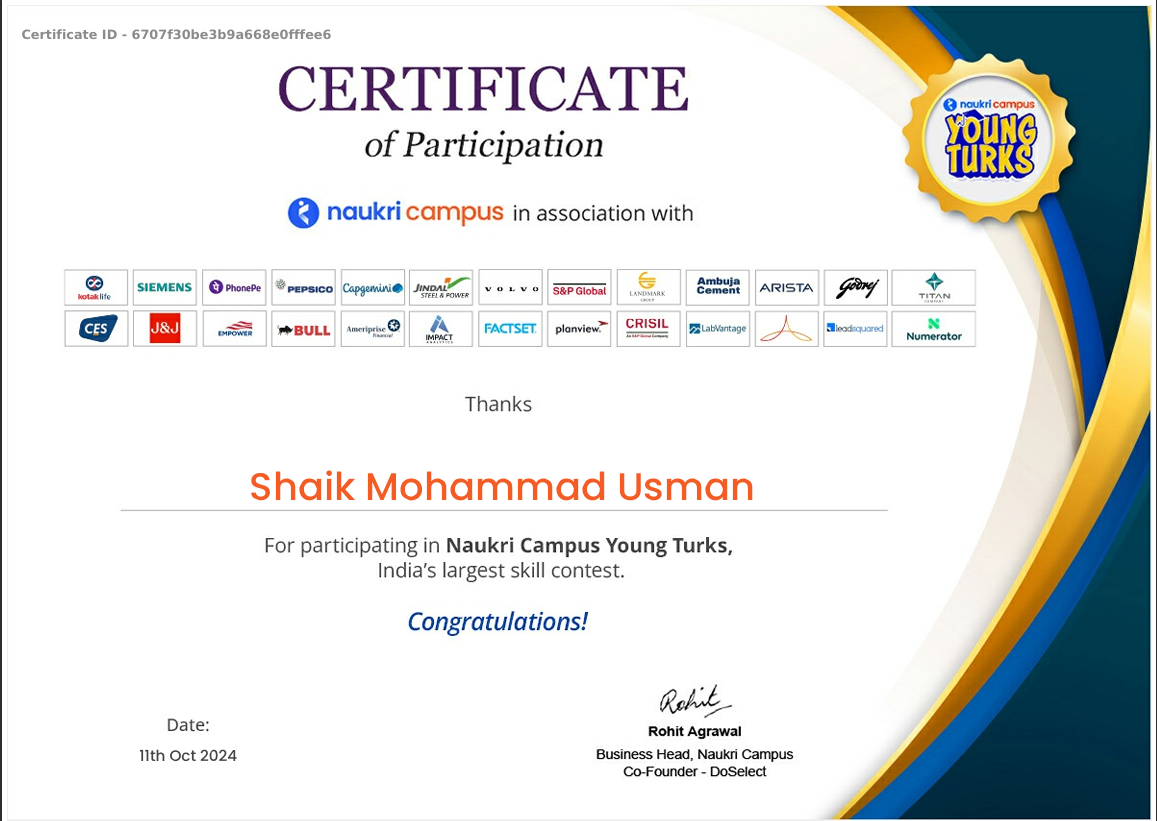 Certificate ID - 6707f30be3b9a668e0fffee6
CERTIFICATE
of Participation
naukri campus
YOUNG
TURKS
naukri campus in association with
kotak life SIEMENS PhonePe PEPSICO Capgemini JINDAL STEEL & POWER VOLVO S&P Global LANDMARK GROUP Ambuja Cement ARISTA Godrej TITAN COMPANY
CES J&J EMPOWER BULL Ameriprise Financial IMPACT ANALYTICS FACTSET planview CRISIL An S&P Global Company LabVantage leadsquared Numerator
Thanks
Shaik Mohammad Usman
For participating in Naukri Campus Young Turks,
India’s largest skill contest.
Congratulations!
Date:
11th Oct 2024
Rohit
Rohit Agrawal
Business Head, Naukri Campus
Co-Founder - DoSelect